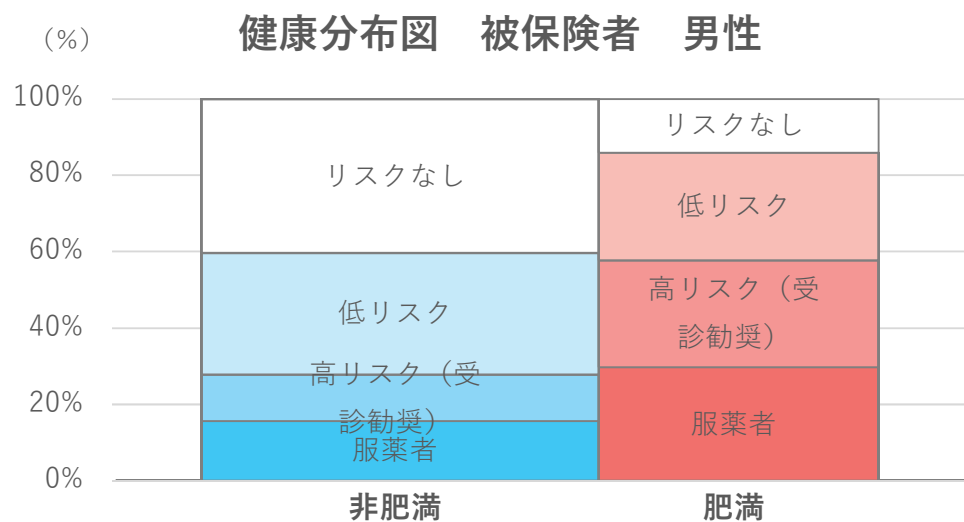 健康分布図　被保険者　男性
（%）
100%
80%
60%
40%
20%
0%
リスクなし
低リスク
高リスク（受
診勧奨）
服薬者
リスクなし
低リスク
高リスク（受
診勧奨）
服薬者
非肥満
肥満